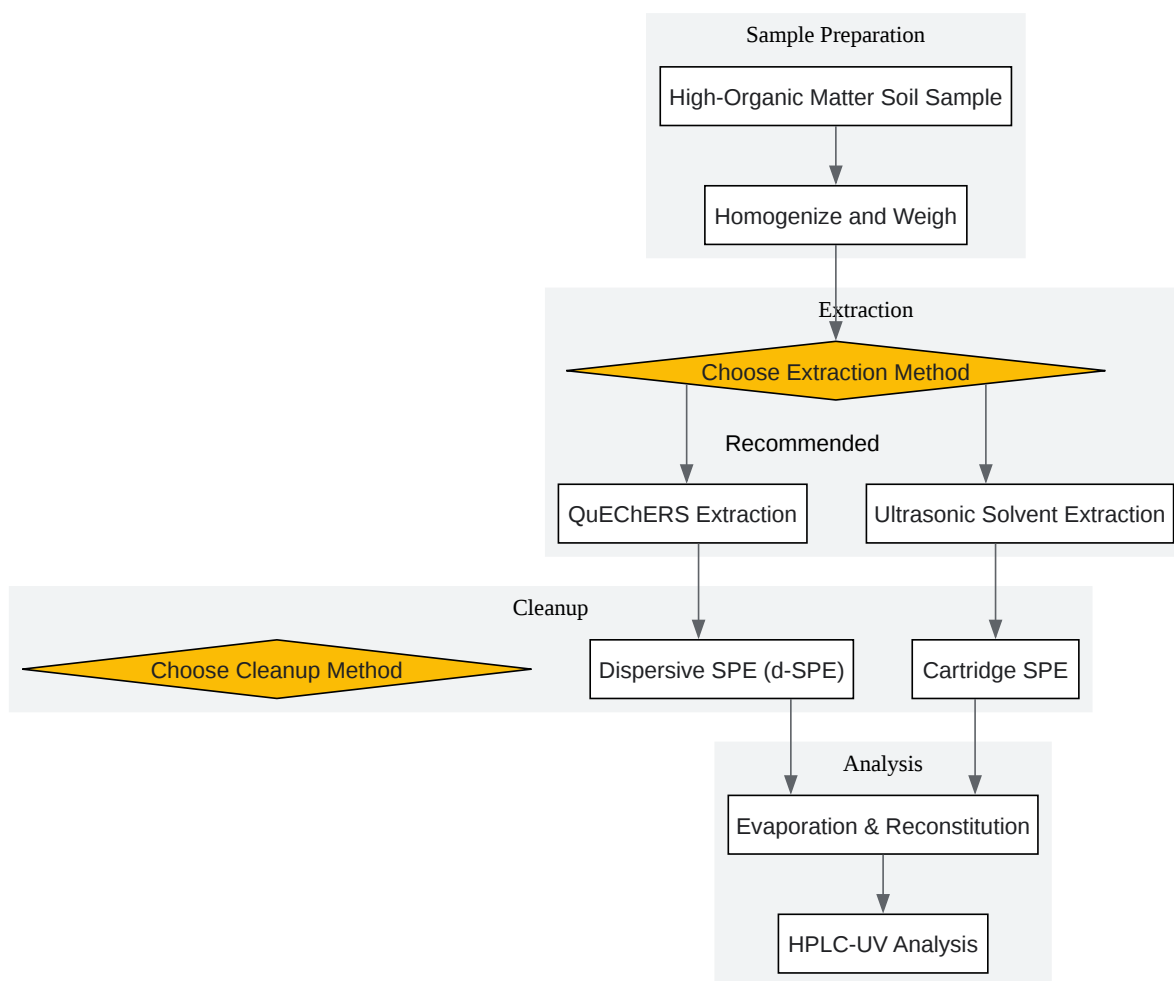 Sample Preparation
High-Organic Matter Soil Sample
Homogenize and Weigh
Extraction
Choose Extraction Method
Recommended
QuEChERS Extraction
Ultrasonic Solvent Extraction
Cleanup
Choose Cleanup Method
Dispersive SPE (d-SPE)
Cartridge SPE
Analysis
Evaporation & Reconstitution
HPLC-UV Analysis